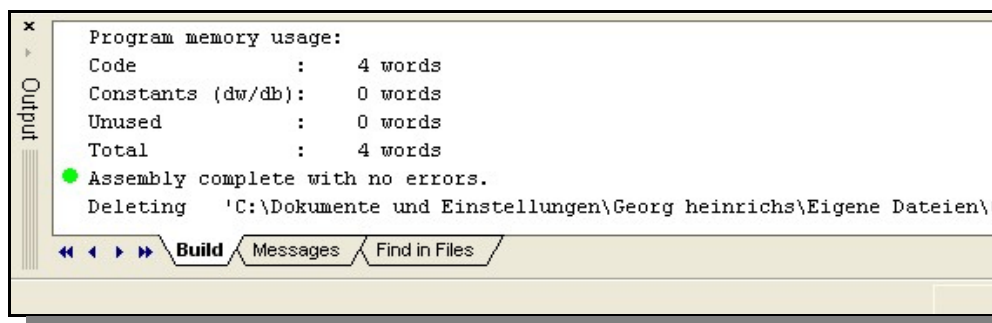 Output
Program memory usage:
Code : 4 words
Constants (dw/db): 0 words
Unused : 0 words
Total : 4 words
Assembly complete with no errors.
Deleting 'C:\Dokumente und Einstellungen\Georg heinrichs\Eigene Dateien\
Build Messages Find in Files